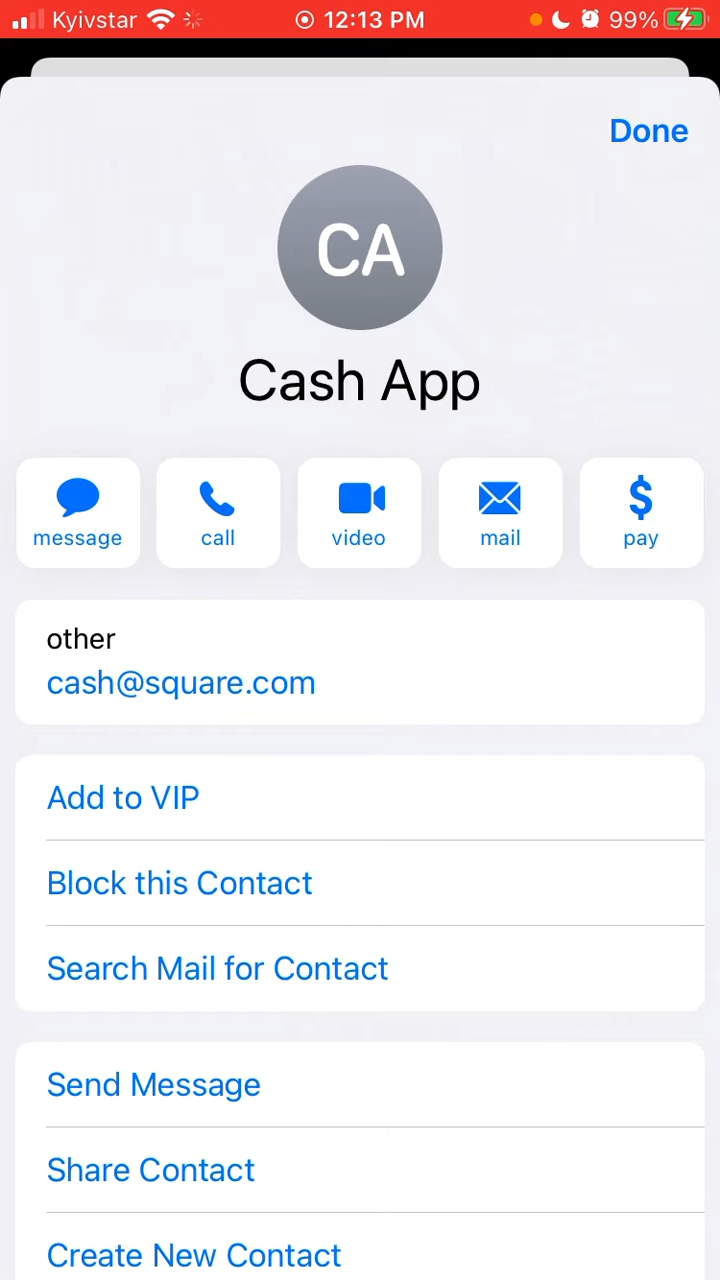 Kyivstar 12:13 PM 99%
Done
CA
Cash App
message call video mail pay
other
cash@square.com
Add to VIP
Block this Contact
Search Mail for Contact
Send Message
Share Contact
Create New Contact